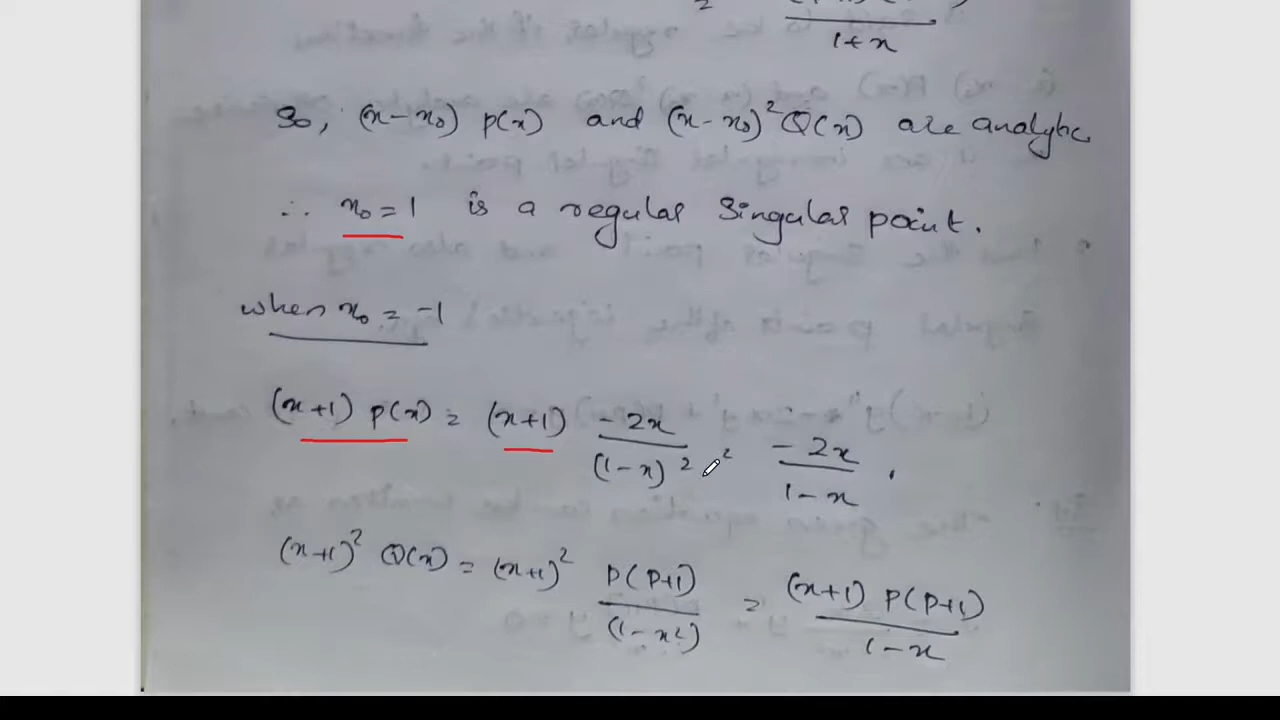 1+x
So, (x-x₀) p(x) and (x-x₀)² Q(x) are analytic
∴ x₀ = 1 is a regular singular point.
when x₀ = -1
(x+1) p(x) = (x+1) -2x/(1-x)² = -2x/1-x .
(x+1)² Q(x) = (x+1)² P(P+1)/(1-x²) = (x+1) P(P+1)/1-x